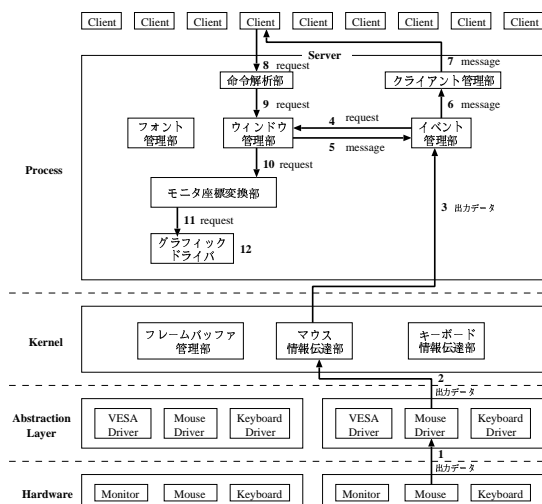 Client Client Client Client Client Client Client Client Client
Server
8 request
7 message
命令解析部
クライアント管理部
9 request
6 message
フォント
管理部
ウィンドウ
管理部
4 request
5 message
イベント
管理部
Process
10 request
モニタ座標変換部
3 出力データ
11 request
グラフィック
ドライバ
12
Kernel
フレームバッファ
管理部
マウス
情報伝達部
キーボード
情報伝達部
2
出力データ
Abstraction
Layer
VESA
Driver
Mouse
Driver
Keyboard
Driver
VESA
Driver
Mouse
Driver
Keyboard
Driver
1
出力データ
Hardware
Monitor Mouse Keyboard Monitor Mouse Keyboard